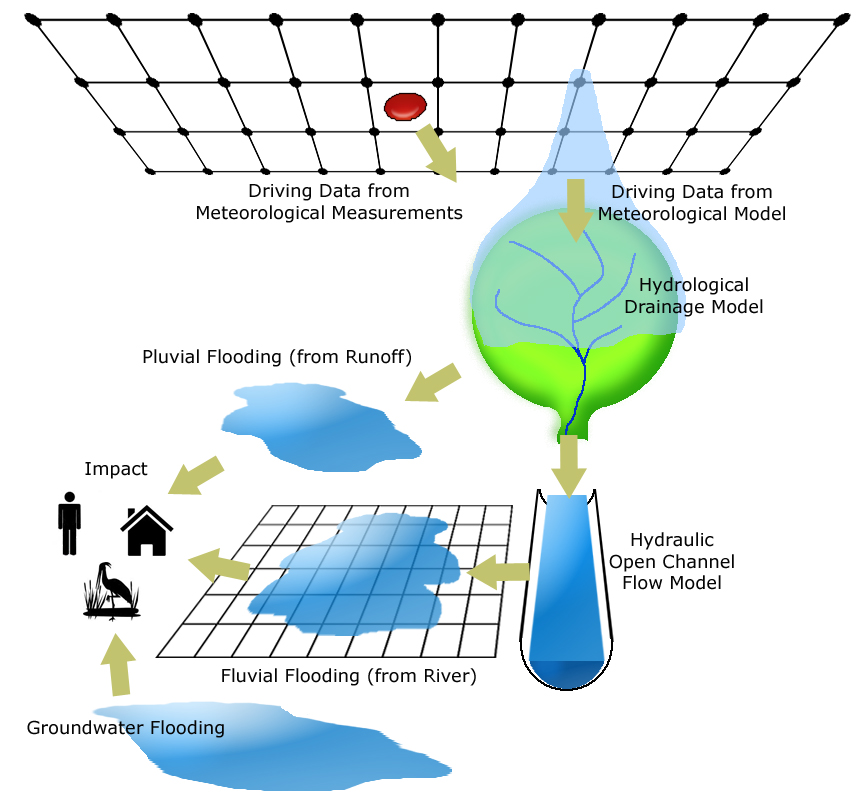 Driving Data from
Meteorological Measurements
Driving Data from
Meteorological Model
Hydrological
Drainage Model
Pluvial Flooding (from Runoff)
Impact
Hydraulic
Open Channel
Flow Model
Fluvial Flooding (from River)
Groundwater Flooding